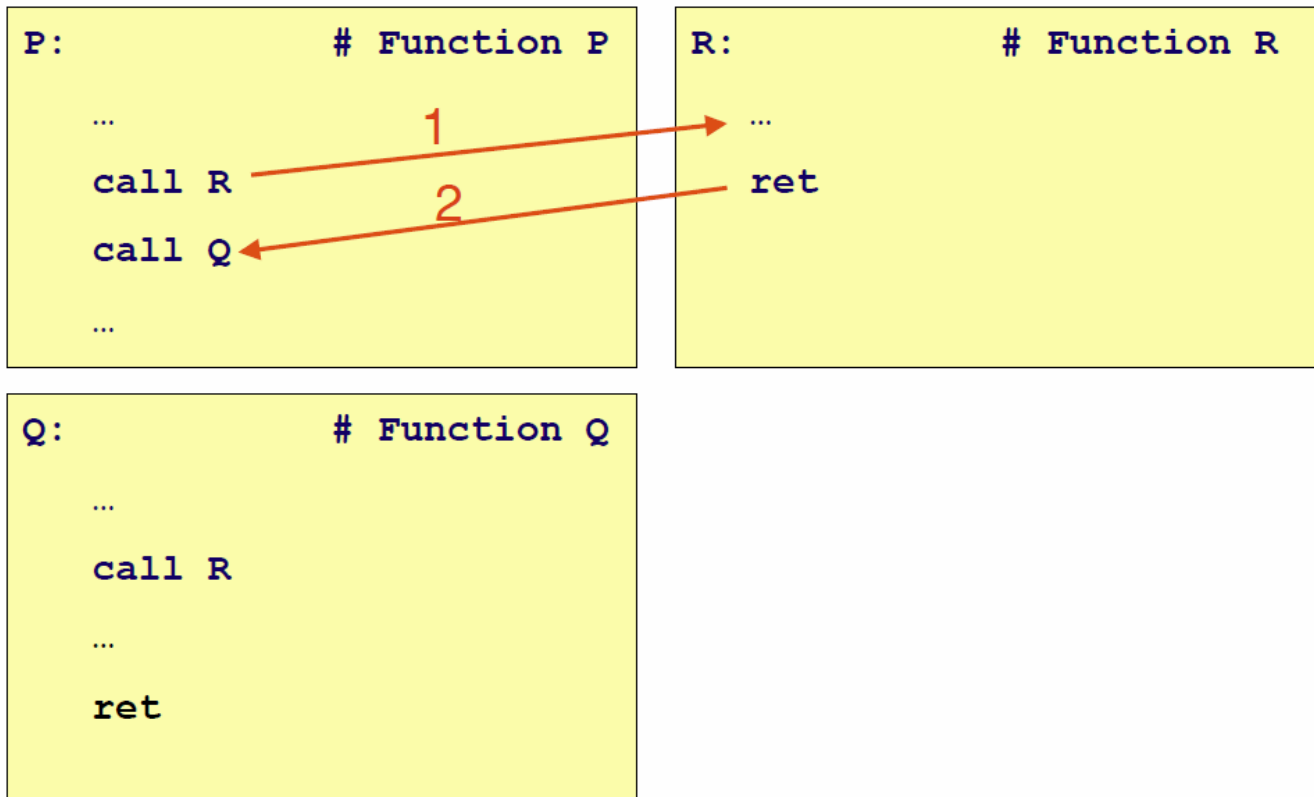 P: # Function P
…
call R
call Q
…
R: # Function R
…
ret
1
2
Q: # Function Q
…
call R
…
ret